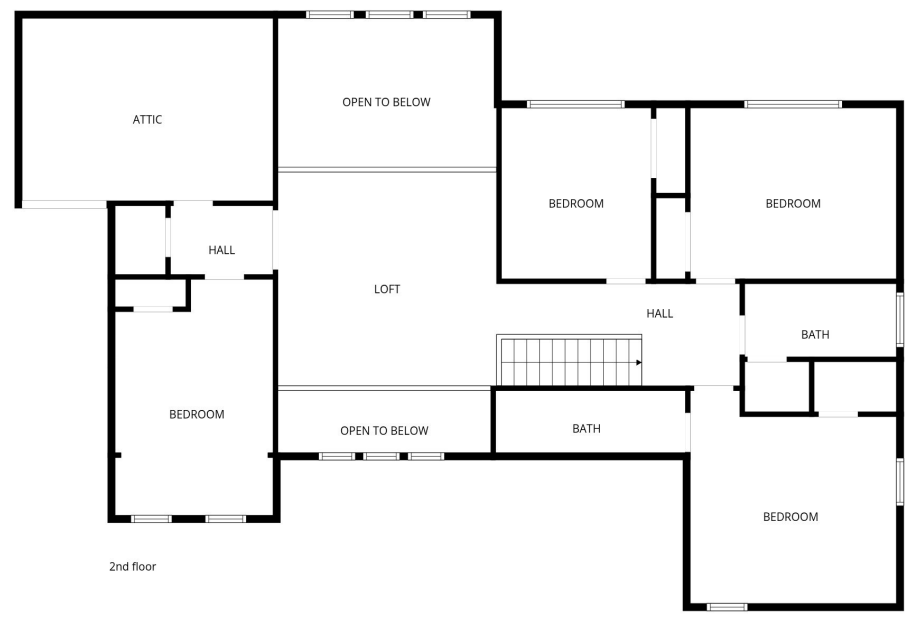 OPEN TO BELOW
ATTIC
BEDROOM
BEDROOM
HALL
LOFT
HALL
BATH
BEDROOM
OPEN TO BELOW
BATH
BEDROOM
2nd floor